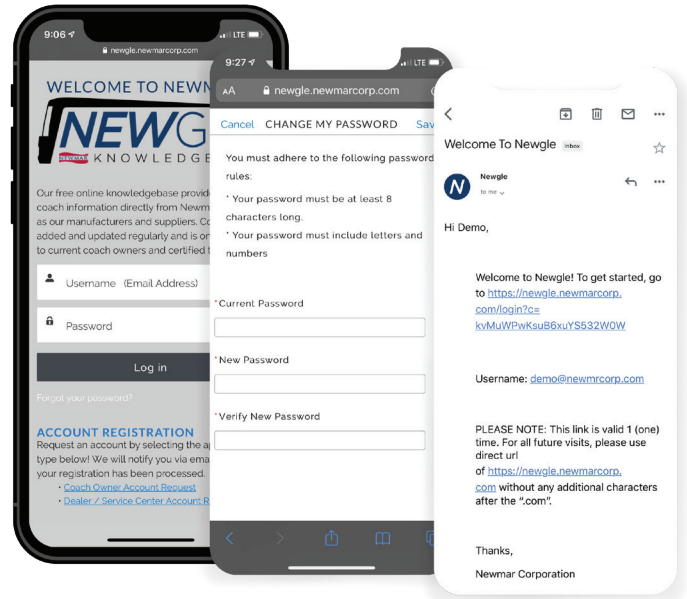 9:06
LTE
newgle.newmarcorp.com
WELCOME TO NEWM
NEWG
NEWMAR KNOWLEDGE
Our free online knowledgebase provid
coach information directly from Newm
as our manufacturers and suppliers. Co
added and updated regularly and is on
to current coach owners and certified t
Username (Email Address)
Password
Log in
Forgot your password?
ACCOUNT REGISTRATION
Request an account by selecting the ap
type below! We will notify you via ema
your registration has been processed.
• Coach Owner Account Request
• Dealer / Service Center Account R
9:27
LTE
AA newgle.newmarcorp.com
Cancel CHANGE MY PASSWORD Sav
You must adhere to the following password
rules:
* Your password must be at least 8
characters long.
* Your password must include letters and
numbers
*Current Password
*New Password
*Verify New Password
Welcome To Newgle Inbox
N
Newgle
to me
Hi Demo,
Welcome to Newgle! To get started, go
to https://newgle.newmarcorp.
com/login?c=
kvMuWPwKsuB6xuYS532W0W
Username: demo@newmrcorp.com
PLEASE NOTE: This link is valid 1 (one)
time. For all future visits, please use
direct url
of https://newgle.newmarcorp.
com without any additional characters
after the ".com".
Thanks,
Newmar Corporation